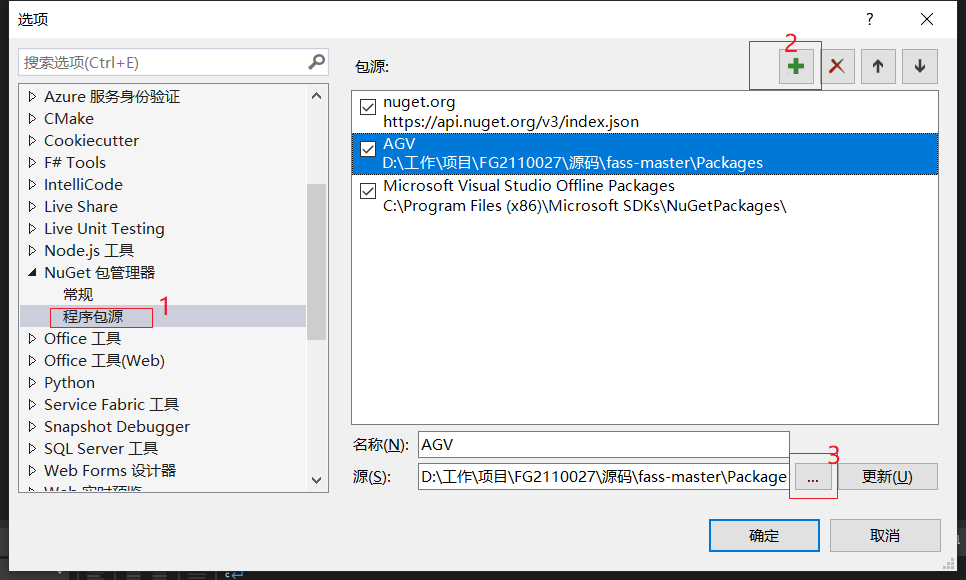 选项
?
搜索选项(Ctrl+E)
Azure 服务身份验证
CMake
Cookiecutter
F# Tools
IntelliCode
Live Share
Live Unit Testing
Node.js 工具
NuGet 包管理器
常规
程序包源
1
Office 工具
Office 工具(Web)
Python
Service Fabric 工具
Snapshot Debugger
SQL Server 工具
Web Forms 设计器
Web 实时预览
包源:
2
nuget.org
https://api.nuget.org/v3/index.json
AGV
D:\工作\项目\FG2110027\源码\fass-master\Packages
Microsoft Visual Studio Offline Packages
C:\Program Files (x86)\Microsoft SDKs\NuGetPackages\
名称(N): AGV
3
源(S): D:\工作\项目\FG2110027\源码\fass-master\Package ... 更新(U)
确定 取消